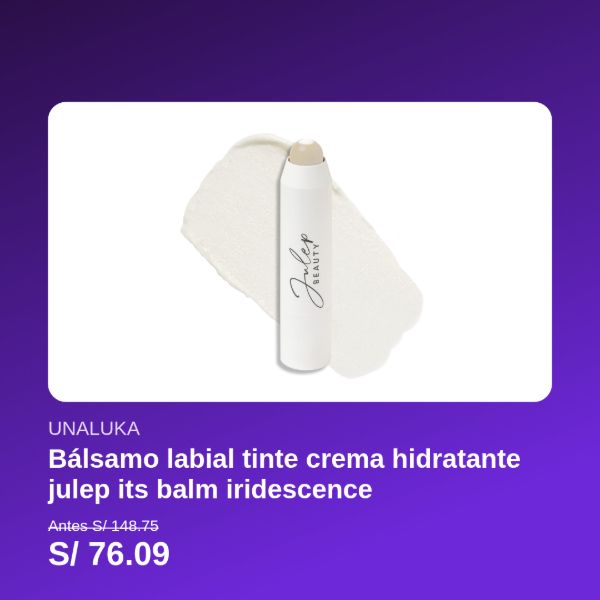 Julep
BEAUTY
UNALUKA
Bálsamo labial tinte crema hidratante
julep its balm iridescence
Antes S/ 148.75
S/ 76.09